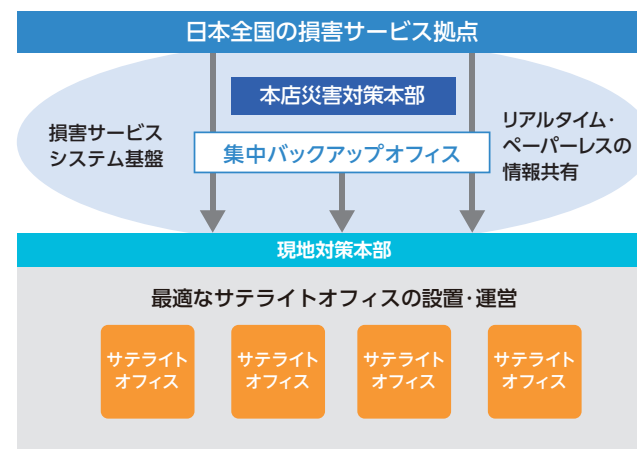 日本全国の損害サービス拠点
本店災害対策本部
損害サービス
システム基盤
集中バックアップオフィス
リアルタイム・
ペーパーレスの
情報共有
現地対策本部
最適なサテライトオフィスの設置・運営
サテライト
オフィス
サテライト
オフィス
サテライト
オフィス
サテライト
オフィス